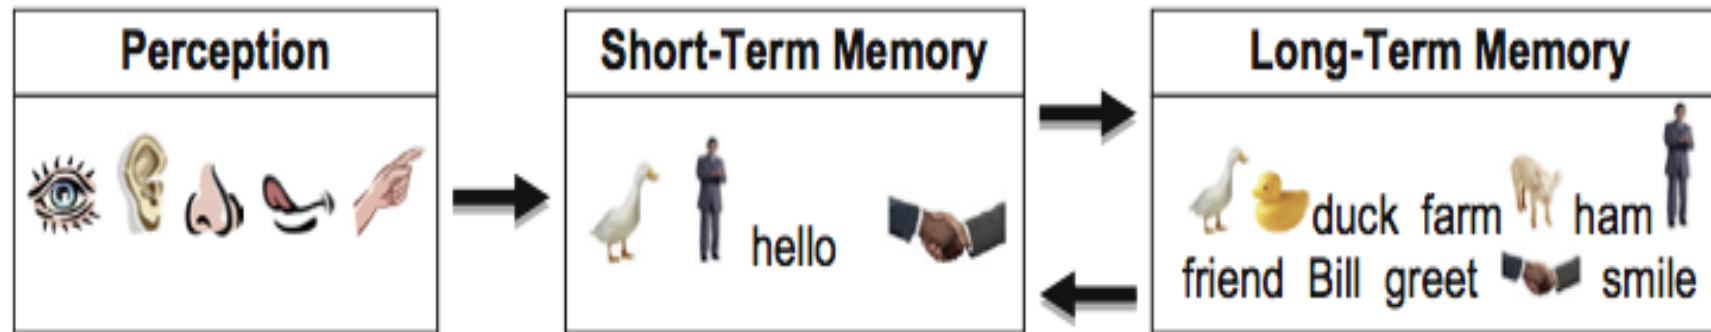 Perception
Short-Term Memory
Long-Term Memory
hello
duck farm ham
friend Bill greet smile